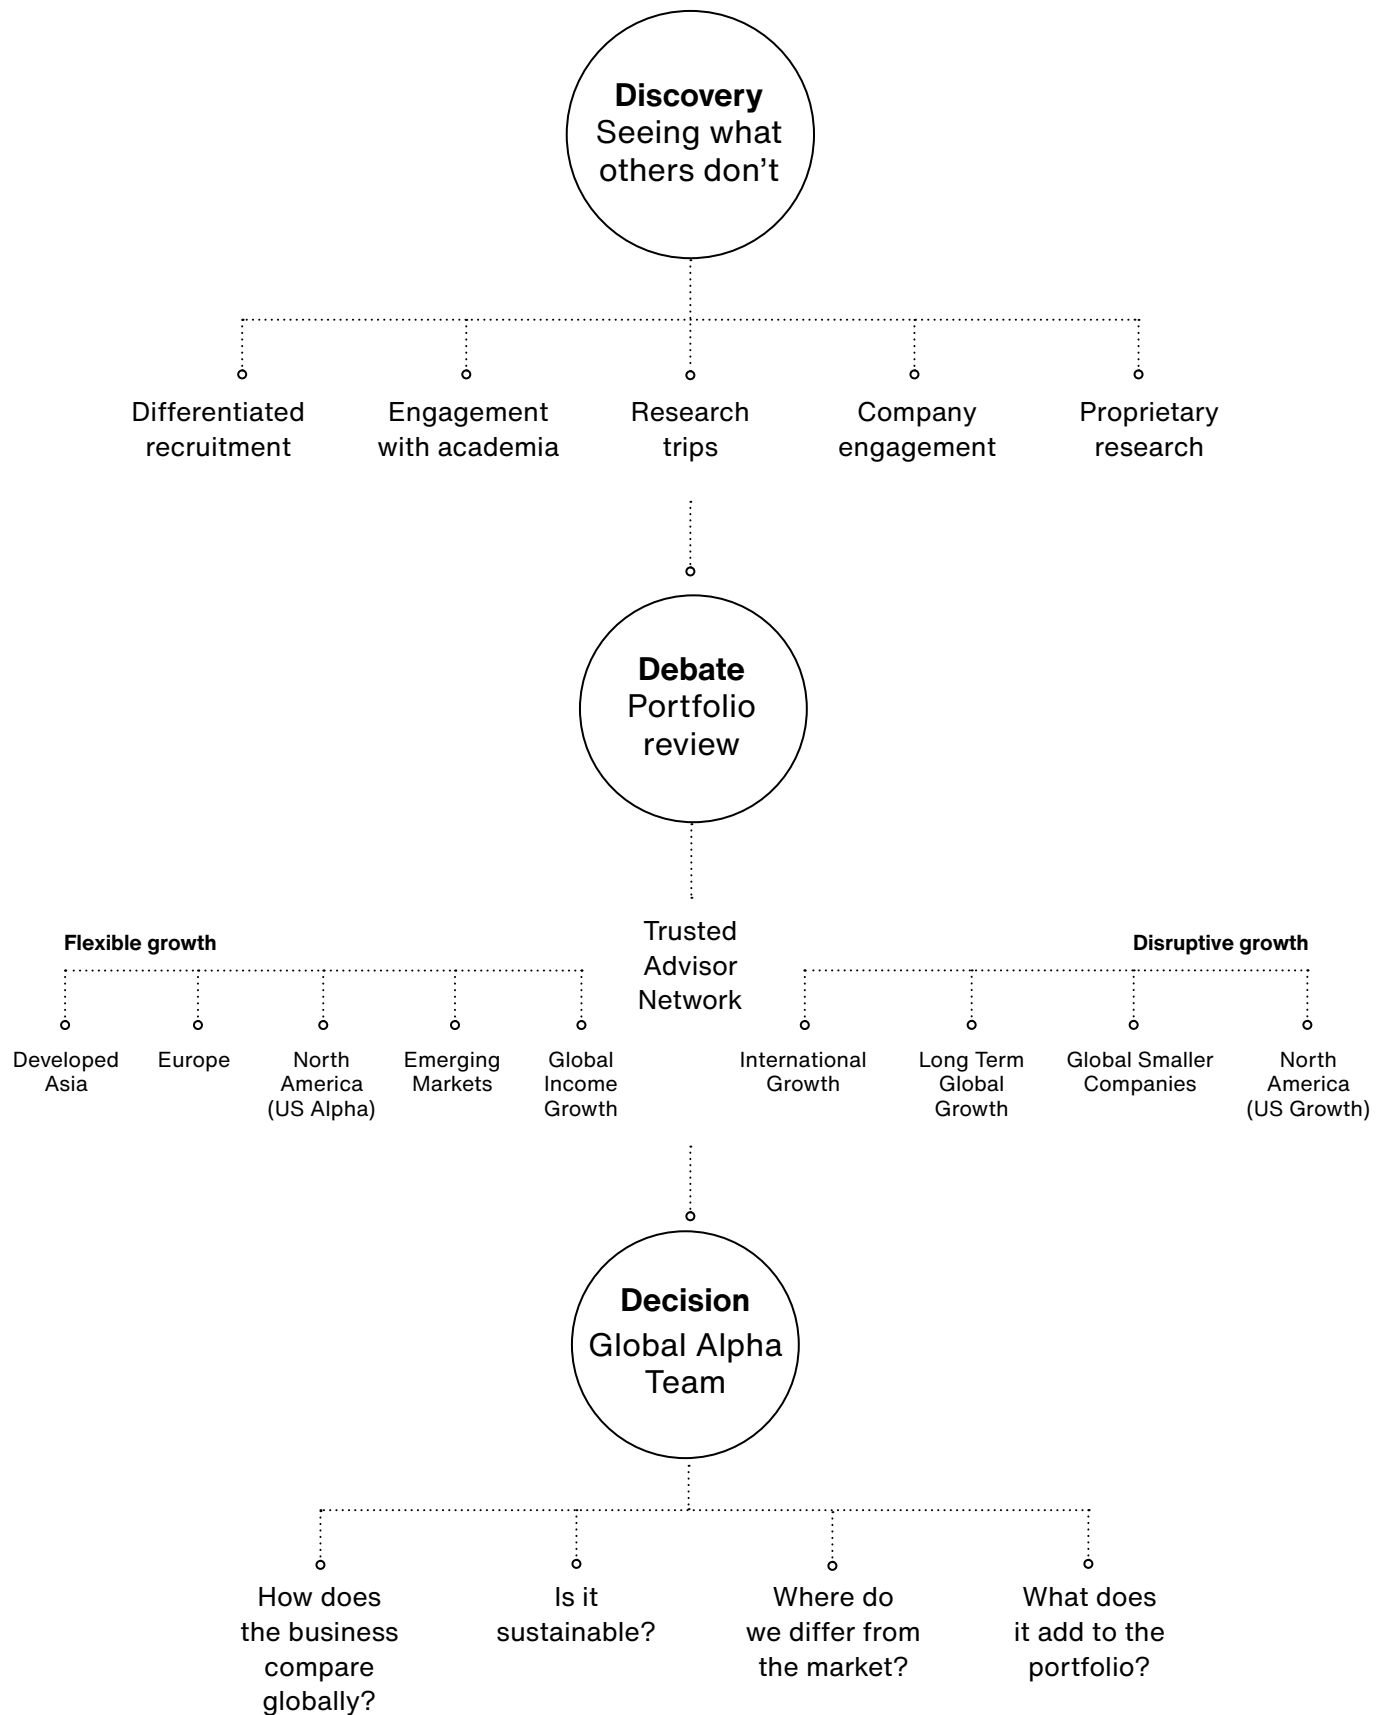 Discovery
Seeing what
others don’t
Differentiated
recruitment
Engagement
with academia
Research
trips
Company
engagement
Proprietary
research
Debate
Portfolio
review
Trusted
Advisor
Network
Flexible growth
Developed
Asia
Europe
North
America
(US Alpha)
Emerging
Markets
Global
Income
Growth
Disruptive growth
International
Growth
Long Term
Global
Growth
Global Smaller
Companies
North
America
(US Growth)
Decision
Global Alpha
Team
How does
the business
compare
globally?
Is it
sustainable?
Where do
we differ from
the market?
What does
it add to the
portfolio?